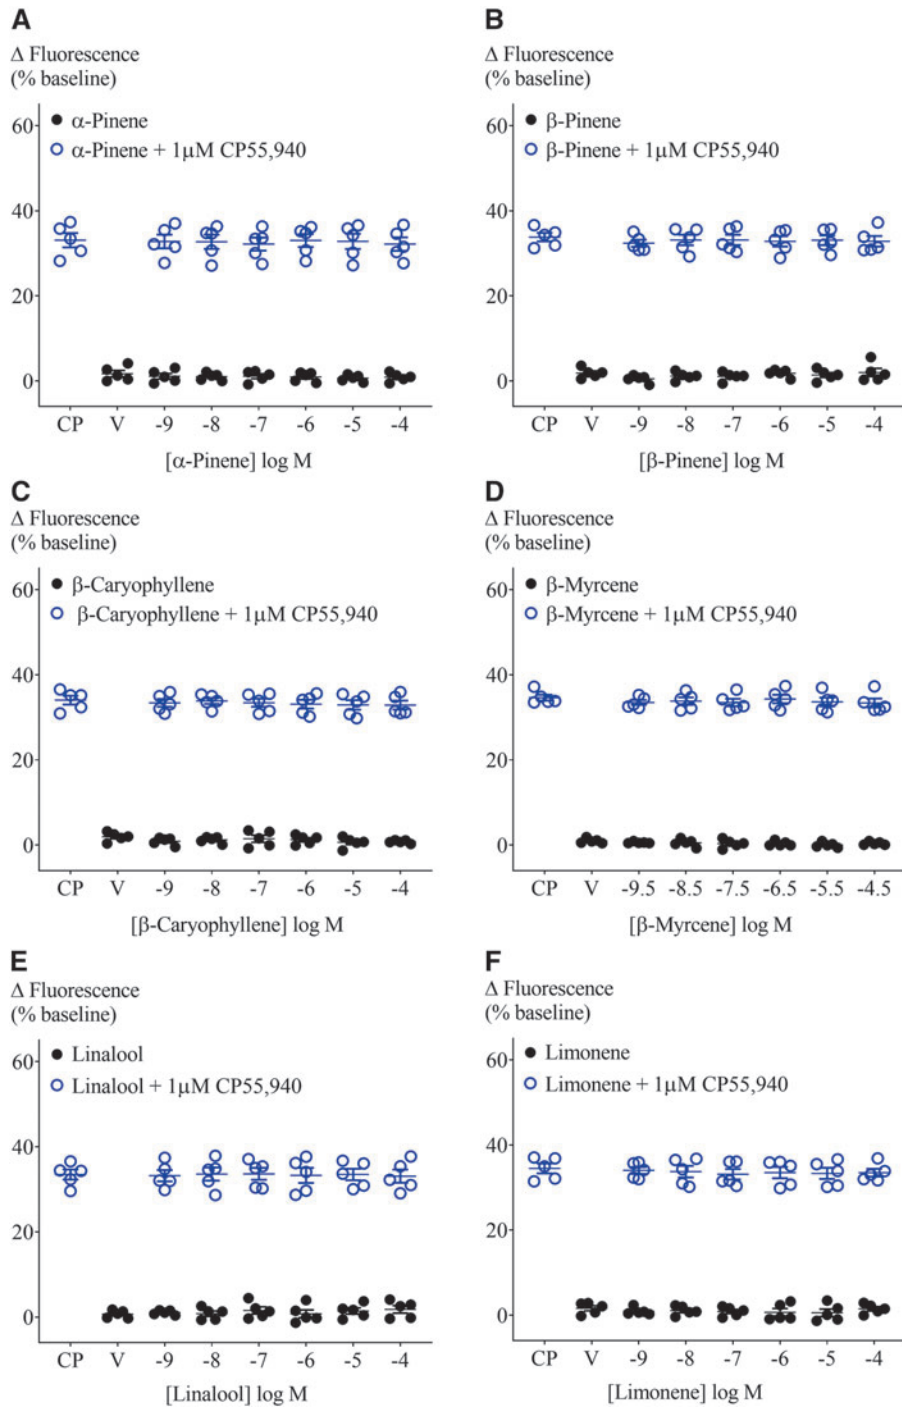 A
Δ Fluorescence
(% baseline)
60
40
20
0
α-Pinene
α-Pinene + 1μM CP55,940
CP V -9 -8 -7 -6 -5 -4
[α-Pinene] log M
B
Δ Fluorescence
(% baseline)
60
40
20
0
β-Pinene
β-Pinene + 1μM CP55,940
CP V -9 -8 -7 -6 -5 -4
[β-Pinene] log M
C
Δ Fluorescence
(% baseline)
60
40
20
0
β-Caryophyllene
β-Caryophyllene + 1μM CP55,940
CP V -9 -8 -7 -6 -5 -4
[β-Caryophyllene] log M
D
Δ Fluorescence
(% baseline)
60
40
20
0
β-Myrcene
β-Myrcene + 1μM CP55,940
CP V -9.5 -8.5 -7.5 -6.5 -5.5 -4.5
[β-Myrcene] log M
E
Δ Fluorescence
(% baseline)
60
40
20
0
Linalool
Linalool + 1μM CP55,940
CP V -9 -8 -7 -6 -5 -4
[Linalool] log M
F
Δ Fluorescence
(% baseline)
60
40
20
0
Limonene
Limonene + 1μM CP55,940
CP V -9 -8 -7 -6 -5 -4
[Limonene] log M